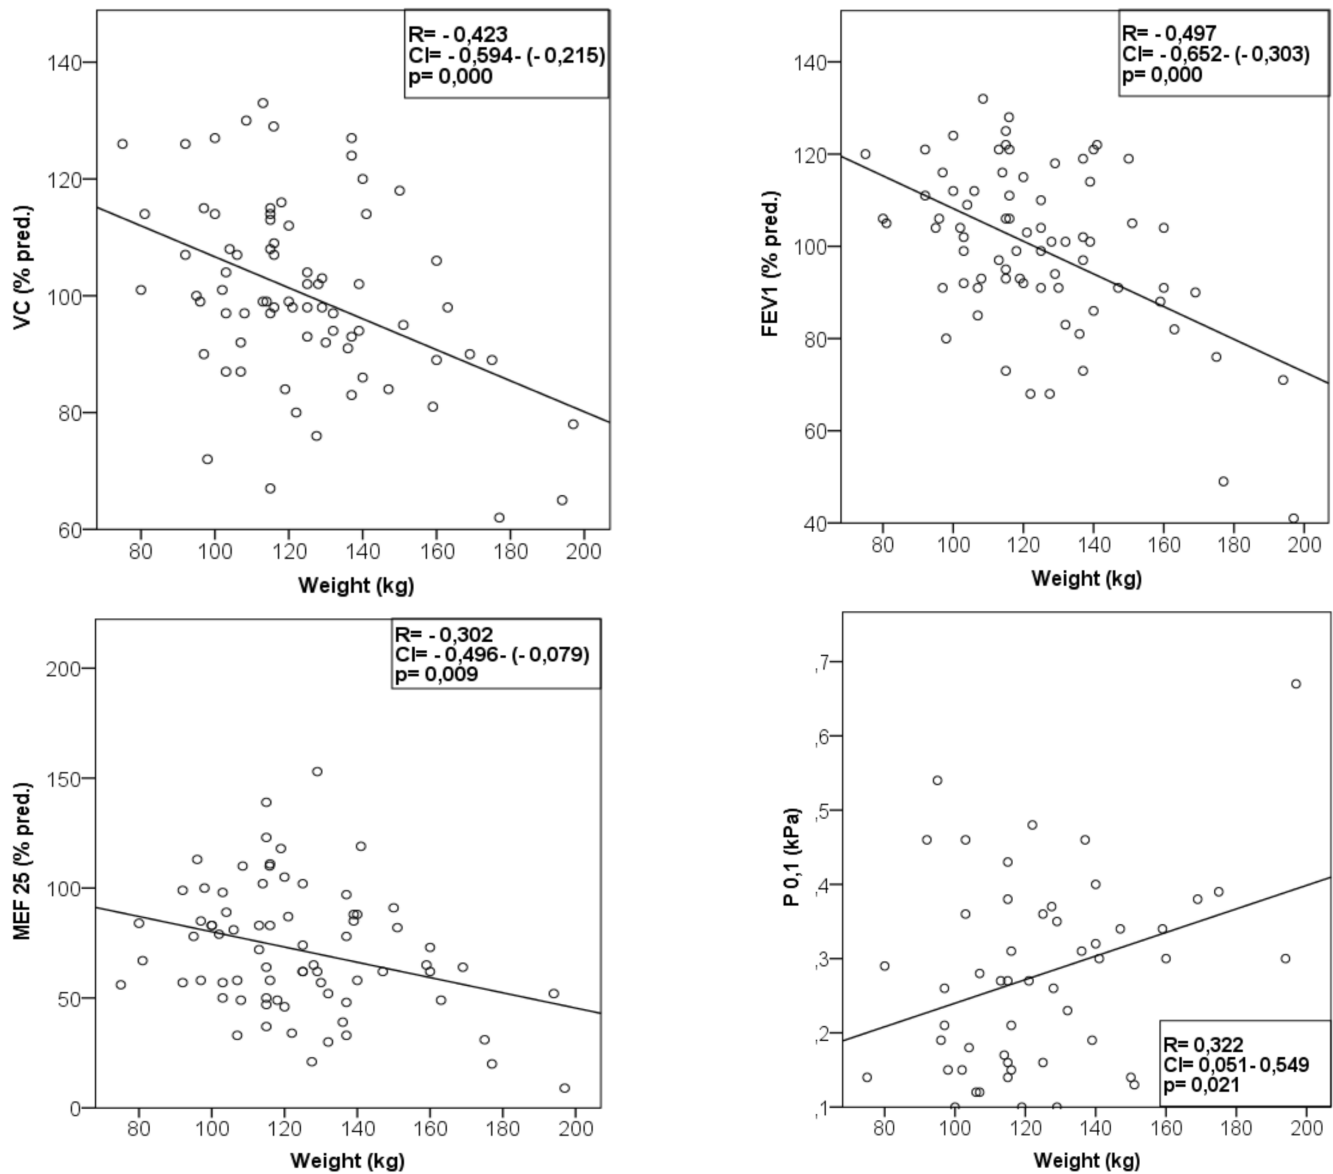 R= - 0,423
CI= - 0,594- (- 0,215)
p= 0,000
140
120
100
80
60
VC (% pred.)
80 100 120 140 160 180 200
Weight (kg)
R= - 0,497
CI= - 0,652- (- 0,303)
p= 0,000
140
120
100
80
60
40
FEV1 (% pred.)
80 100 120 140 160 180 200
Weight (kg)
R= - 0,302
CI= - 0,496- (- 0,079)
p= 0,009
200
150
100
50
0
MEF 25 (% pred.)
80 100 120 140 160 180 200
Weight (kg)
,7
,6
,5
,4
,3
,2
,1
P 0,1 (kPa)
R= 0,322
CI= 0,051- 0,549
p= 0,021
80 100 120 140 160 180 200
Weight (kg)